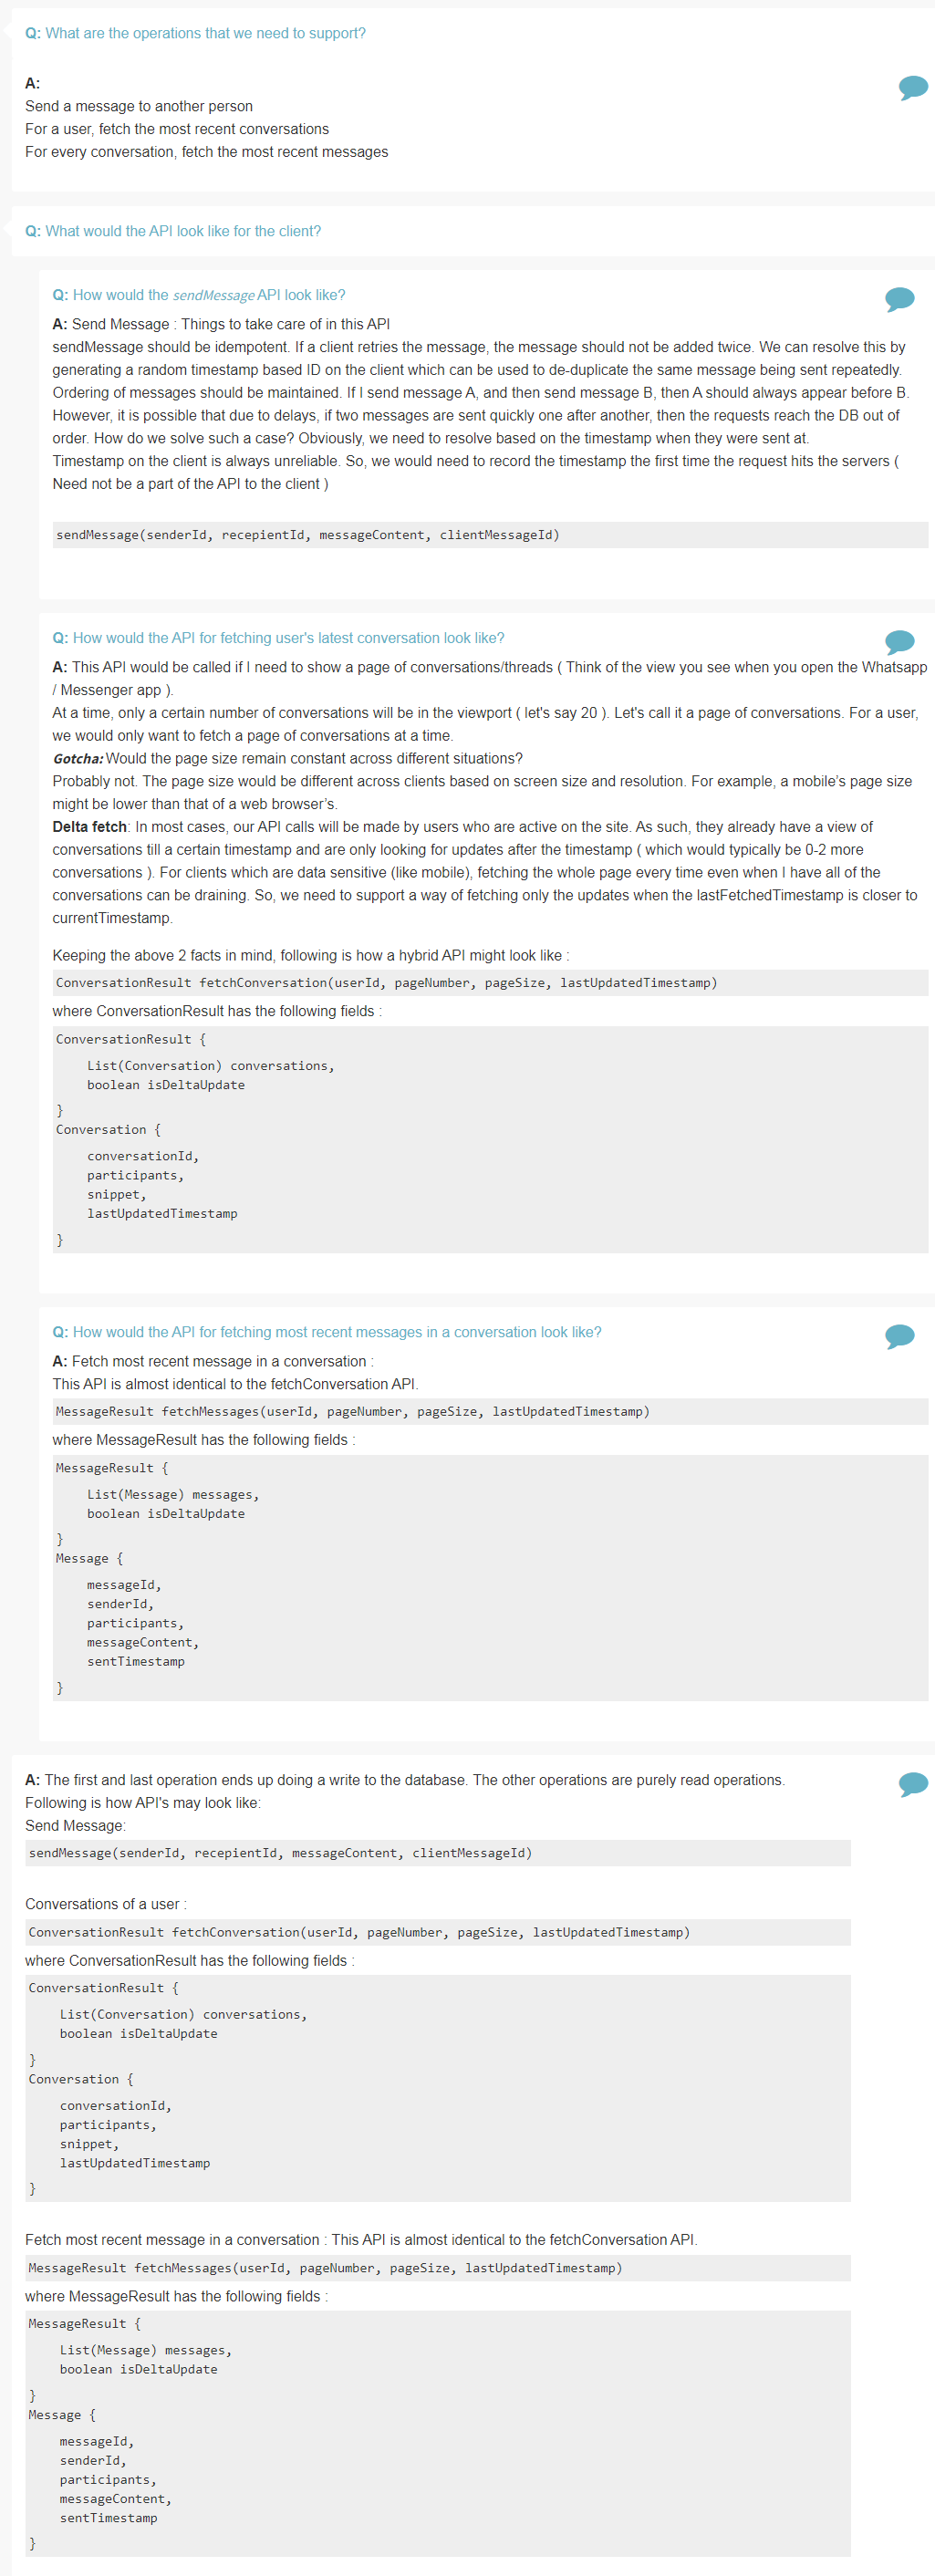 Q: What are the operations that we need to support?
A:
Send a message to another person
For a user, fetch the most recent conversations
For every conversation, fetch the most recent messages
Q: What would the API look like for the client?
Q: How would the sendMessage API look like?
A: Send Message : Things to take care of in this API
sendMessage should be idempotent. If a client retries the message, the message should not be added twice. We can resolve this by
generating a random timestamp based ID on the client which can be used to de-duplicate the same message being sent repeatedly.
Ordering of messages should be maintained. If I send message A, and then send message B, then A should always appear before B.
However, it is possible that due to delays, if two messages are sent quickly one after another, then the requests reach the DB out of
order. How do we solve such a case? Obviously, we need to resolve based on the timestamp when they were sent at.
Timestamp on the client is always unreliable. So, we would need to record the timestamp the first time the request hits the servers (
Need not be a part of the API to the client )
sendMessage(senderId, recepientId, messageContent, clientMessageId)
Q: How would the API for fetching user's latest conversation look like?
A: This API would be called if I need to show a page of conversations/threads ( Think of the view you see when you open the Whatsapp
/ Messenger app ).
At a time, only a certain number of conversations will be in the viewport ( let's say 20 ). Let's call it a page of conversations. For a user,
we would only want to fetch a page of conversations at a time.
Gotcha: Would the page size remain constant across different situations?
Probably not. The page size would be different across clients based on screen size and resolution. For example, a mobile's page size
might be lower than that of a web browser's.
Delta fetch: In most cases, our API calls will be made by users who are active on the site. As such, they already have a view of
conversations till a certain timestamp and are only looking for updates after the timestamp ( which would typically be 0-2 more
conversations ). For clients which are data sensitive (like mobile), fetching the whole page every time even when I have all of the
conversations can be draining. So, we need to support a way of fetching only the updates when the lastFetchedTimestamp is closer to
currentTimestamp.
Keeping the above 2 facts in mind, following is how a hybrid API might look like :
ConversationResult fetchConversation(userId, pageNumber, pageSize, lastUpdatedTimestamp)
where ConversationResult has the following fields :
ConversationResult {
List(Conversation) conversations,
boolean isDeltaUpdate
}
Conversation {
conversationId,
participants,
snippet,
lastUpdatedTimestamp
}
Q: How would the API for fetching most recent messages in a conversation look like?
A: Fetch most recent message in a conversation :
This API is almost identical to the fetchConversation API.
MessageResult fetchMessages(userId, pageNumber, pageSize, lastUpdatedTimestamp)
where MessageResult has the following fields :
MessageResult {
List(Message) messages,
boolean isDeltaUpdate
}
Message {
messageId,
senderId,
participants,
messageContent,
sentTimestamp
}
A: The first and last operation ends up doing a write to the database. The other operations are purely read operations.
Following is how API's may look like:
Send Message:
sendMessage(senderId, recepientId, messageContent, clientMessageId)
Conversations of a user :
ConversationResult fetchConversation(userId, pageNumber, pageSize, lastUpdatedTimestamp)
where ConversationResult has the following fields :
ConversationResult {
List(Conversation) conversations,
boolean isDeltaUpdate
}
Conversation {
conversationId,
participants,
snippet,
lastUpdatedTimestamp
}
Fetch most recent message in a conversation : This API is almost identical to the fetchConversation API.
MessageResult fetchMessages(userId, pageNumber, pageSize, lastUpdatedTimestamp)
where MessageResult has the following fields :
MessageResult {
List(Message) messages,
boolean isDeltaUpdate
}
Message {
messageId,
senderId,
participants,
messageContent,
sentTimestamp
}